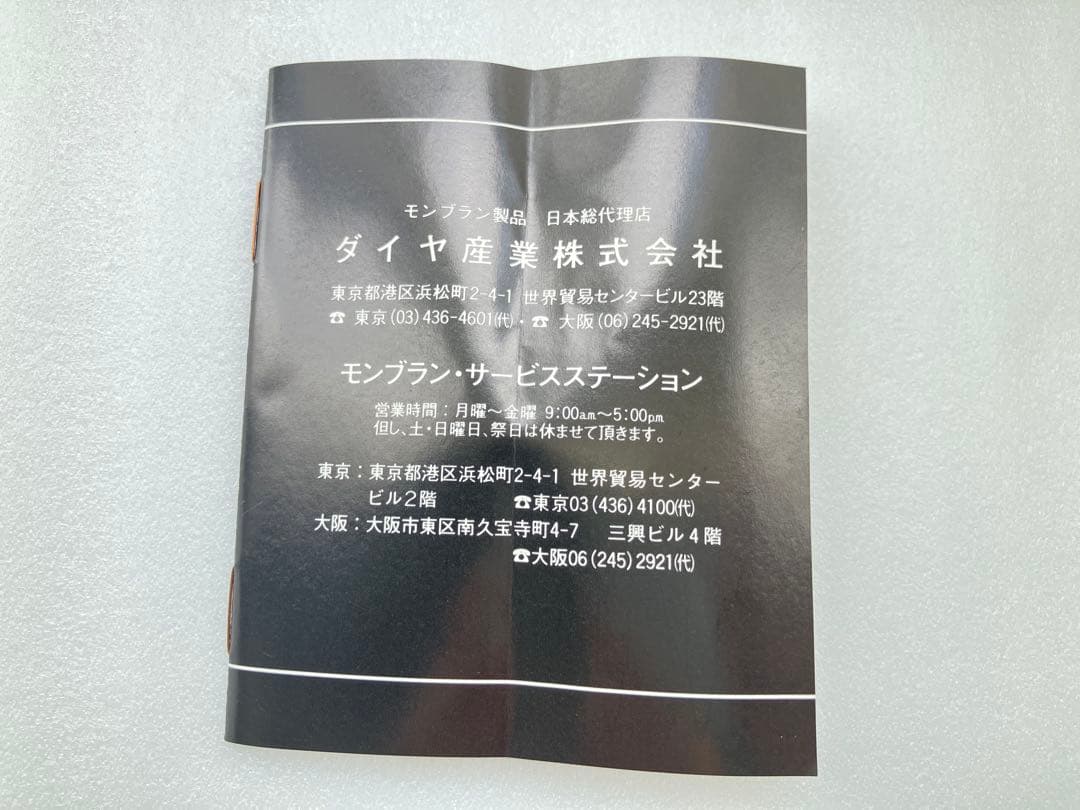 モンブラン製品 日本総代理店
ダイヤ産業株式会社
東京都港区浜松町2-4-1 世界貿易センタービル23階
☎ 東京(03)436-4601(代)・☎ 大阪(06)245-2921(代)
モンブラン・サービスステーション
営業時間：月曜～金曜 9:00am～5:00pm
但し、土・日曜日、祭日は休ませて頂きます。
東京：東京都港区浜松町2-4-1 世界貿易センター
ビル2階 ☎東京03(436)4100(代)
大阪：大阪市東区南久宝寺町4-7 三興ビル4階
☎大阪06(245)2921(代)